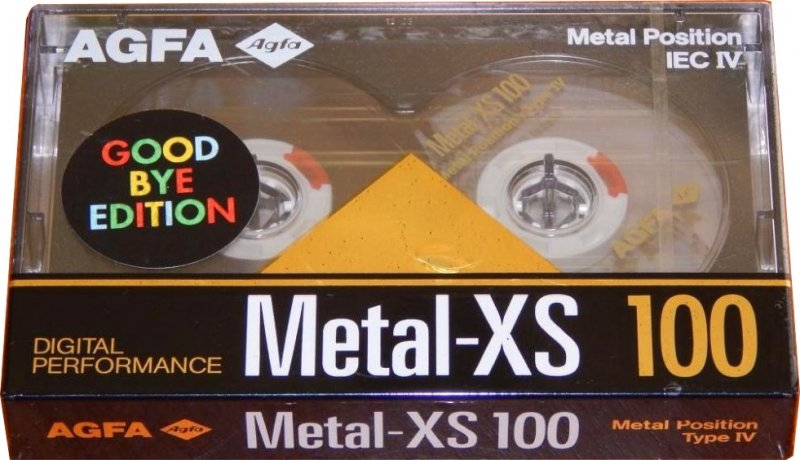 AGFA Agfa
Metal Position
IEC IV
GOOD
BYE
EDITION
Metal-XS 100
AGFA
DIGITAL
PERFORMANCE
Metal-XS 100
AGFA Agfa Metal-XS 100
Metal Position
Type IV